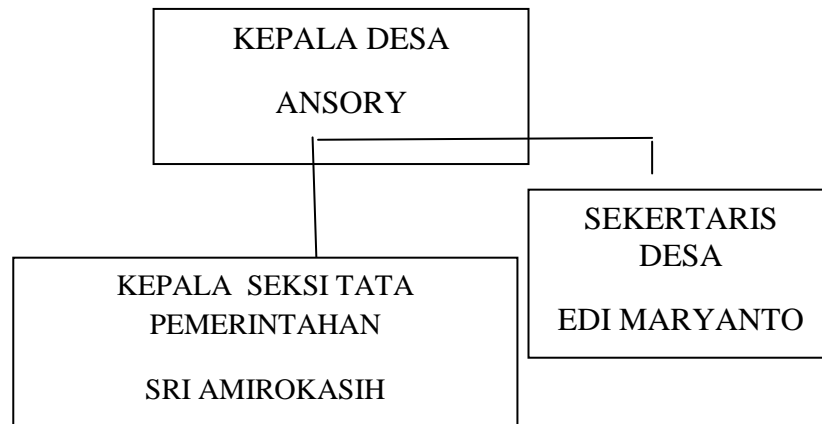 KEPALA DESA
ANSORY
SEKERTARIS
DESA
EDI MARYANTO
KEPALA SEKSI TATA
PEMERINTAHAN
SRI AMIROKASIH